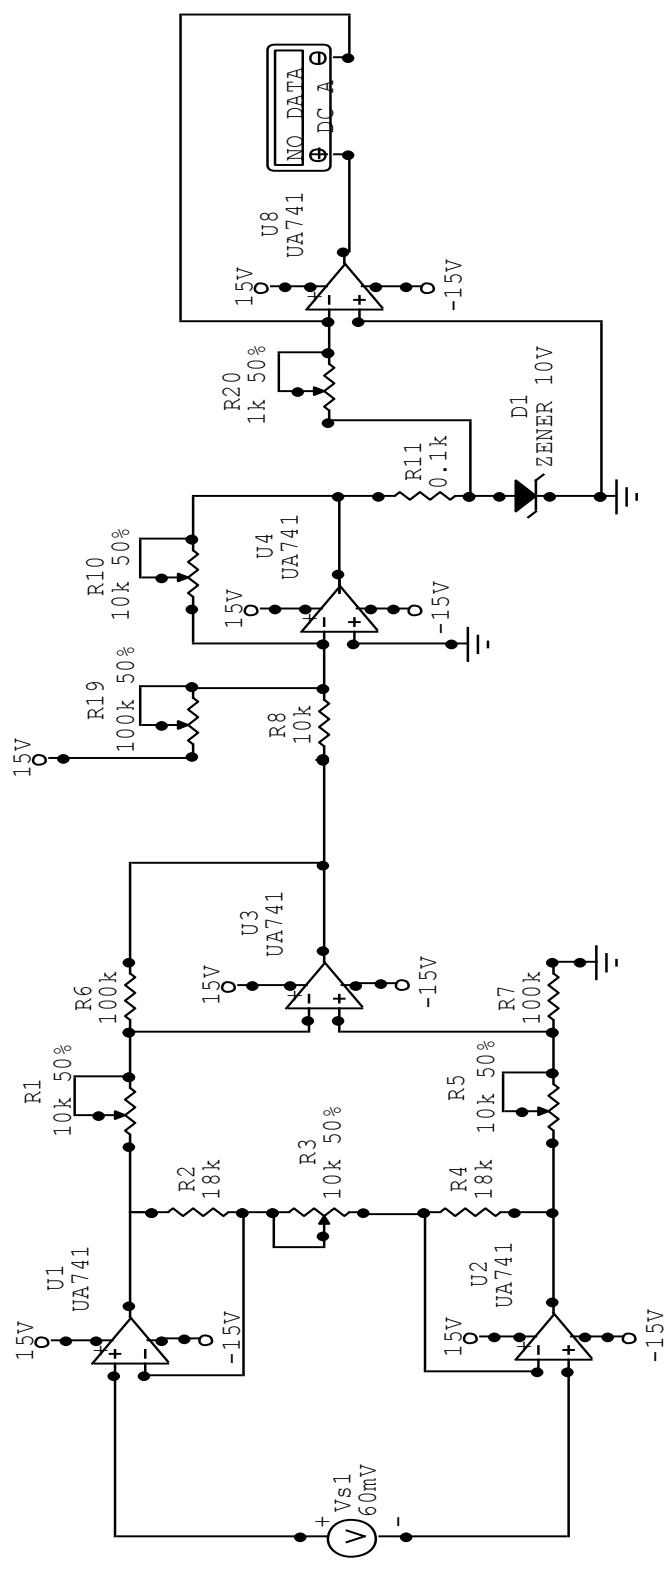 Vs1
60mV
+
-
V
15V
U1
UA741
+
+
-
-15V
15V
U2
UA741
+
-
+
-15V
R2
18k
R3
10k 50%
R4
18k
R1
10k 50%
R5
10k 50%
R6
100k
R7
100k
15V
U3
UA741
+
-
+
-15V
15V
R19
100k 50%
R8
10k
R10
10k 50%
15V
U4
UA741
+
-
+
-15V
R11
0.1k
D1
ZENER 10V
R20
1k 50%
15V
U8
UA741
+
-
+
-15V
NO DATA
+ DC A -